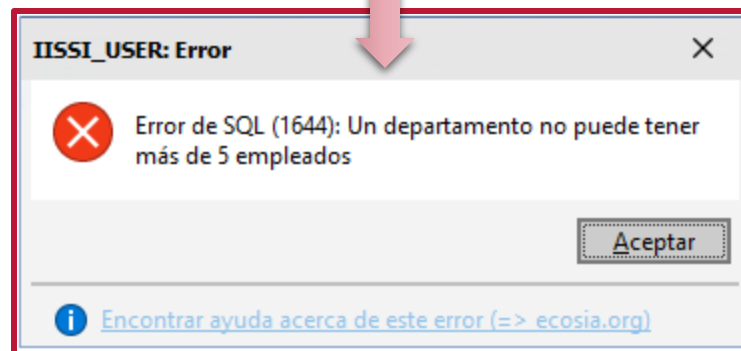 IISSI_USER: Error
Error de SQL (1644): Un departamento no puede tener
más de 5 empleados
Aceptar
Encontrar ayuda acerca de este error (=> ecosia.org)